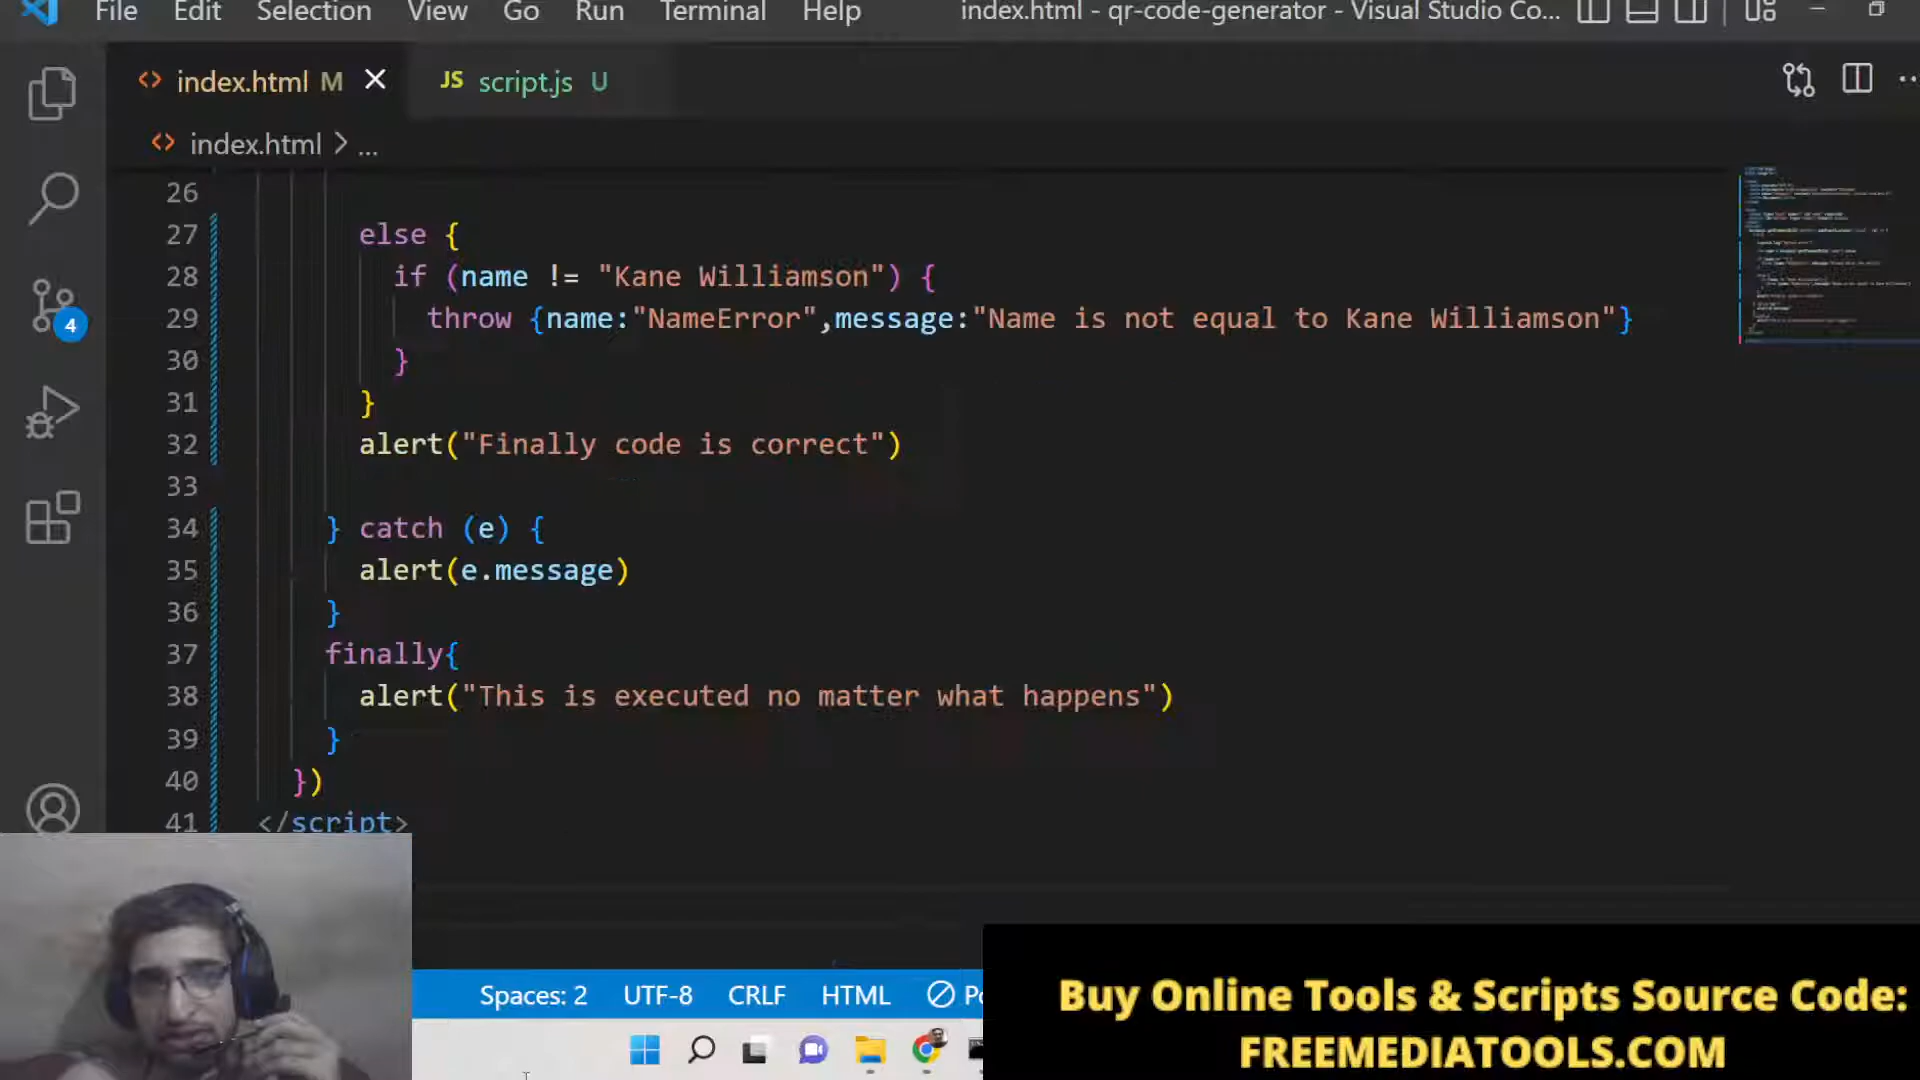 File Edit Selection View Go Run Terminal Help index.html - qr-code-generator - Visual Studio Co...
index.html M
JS script.js U
index.html > ...
26
27 else {
28 if (name != "Kane Williamson") {
29 throw {name:"NameError",message:"Name is not equal to Kane Williamson"}
30 }
31 }
32 alert("Finally code is correct")
33
34 } catch (e) {
35 alert(e.message)
36 }
37 finally{
38 alert("This is executed no matter what happens")
39 }
40 })
41 </script>
4
Spaces: 2 UTF-8 CRLF HTML
Buy Online Tools & Scripts Source Code:
FREEMEDIATOOLS.COM